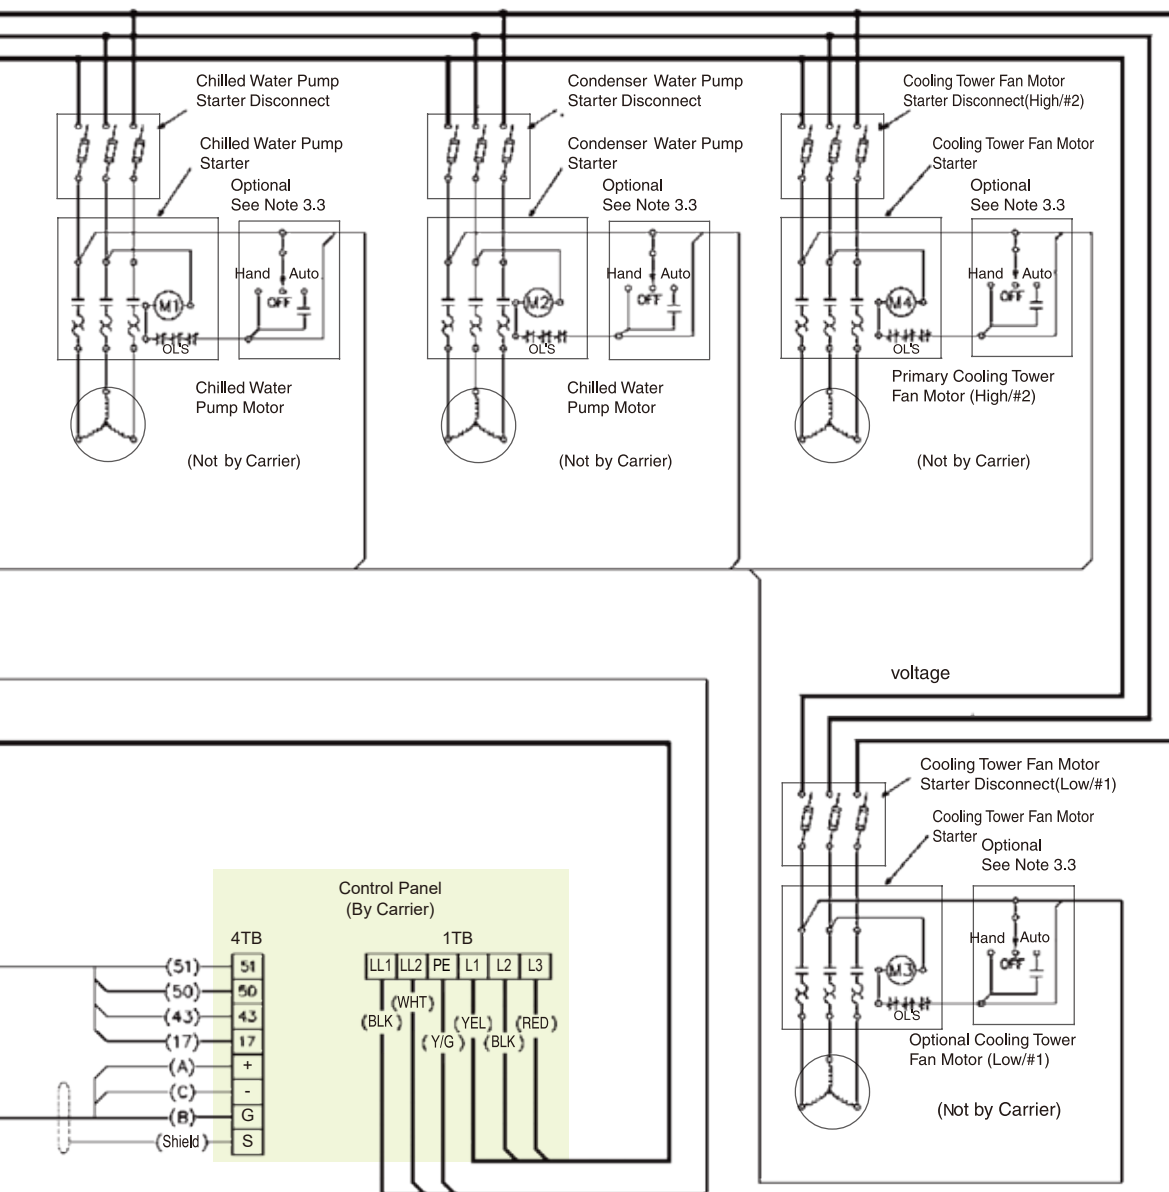 Chilled Water Pump
Starter Disconnect
Chilled Water Pump
Starter
Optional
See Note 3.3
Hand
Auto
OFF
M1
OL'S
Chilled Water
Pump Motor
(Not by Carrier)
Condenser Water Pump
Starter Disconnect
Condenser Water Pump
Starter
Optional
See Note 3.3
Hand
Auto
OFF
M2
OL'S
Chilled Water
Pump Motor
(Not by Carrier)
Cooling Tower Fan Motor
Starter Disconnect(High/#2)
Cooling Tower Fan Motor
Starter
Optional
See Note 3.3
Hand
Auto
OFF
M4
OL'S
Primary Cooling Tower
Fan Motor (High/#2)
(Not by Carrier)
voltage
Cooling Tower Fan Motor
Starter Disconnect(Low/#1)
Cooling Tower Fan Motor
Starter
Optional
See Note 3.3
Hand
Auto
OFF
M3
OL'S
Optional Cooling Tower
Fan Motor (Low/#1)
(Not by Carrier)
Control Panel
(By Carrier)
4TB
(51) 51
(50) 50
(43) 43
(17) 17
(A) +
(C) -
(B) G
(Shield) S
1TB
LL1 LL2 PE L1 L2 L3
(WHT)
(BLK) (YEL) (RED)
(Y/G) (BLK)